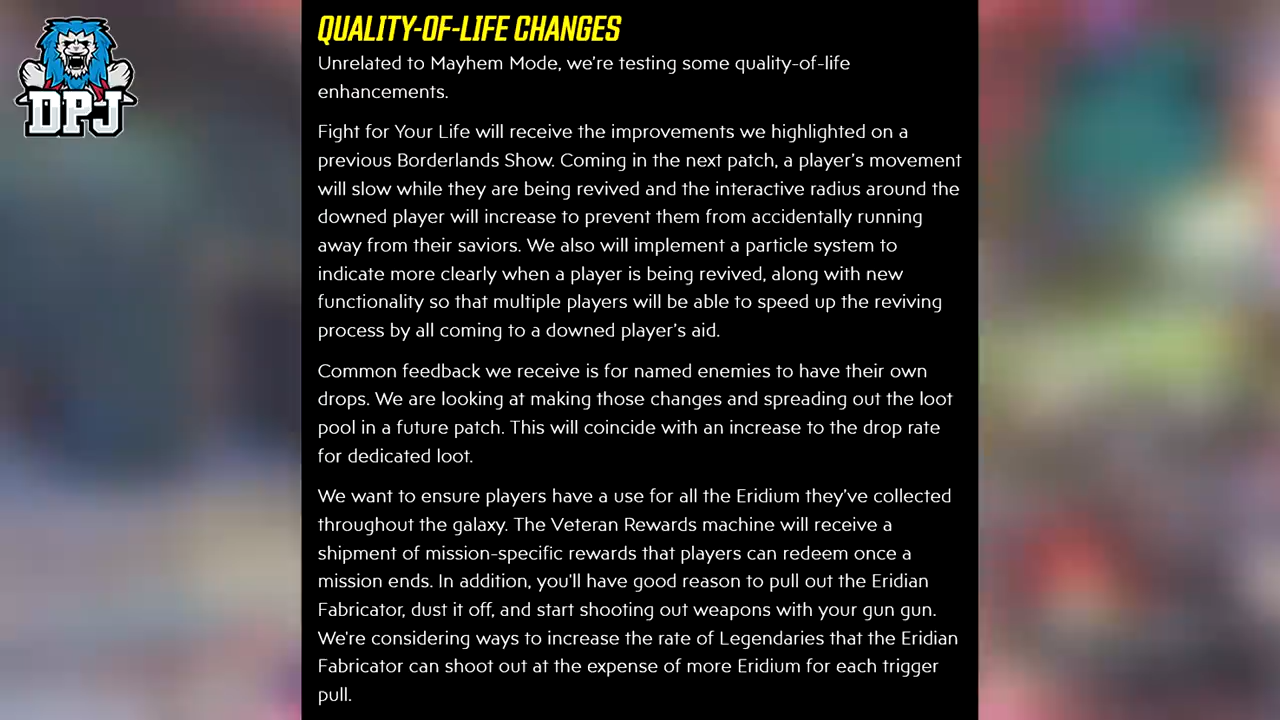 DPJ
QUALITY-OF-LIFE CHANGES
Unrelated to Mayhem Mode, we're testing some quality-of-life
enhancements.
Fight for Your Life will receive the improvements we highlighted on a
previous Borderlands Show. Coming in the next patch, a player's movement
will slow while they are being revived and the interactive radius around the
downed player will increase to prevent them from accidentally running
away from their saviors. We also will implement a particle system to
indicate more clearly when a player is being revived, along with new
functionality so that multiple players will be able to speed up the reviving
process by all coming to a downed player's aid.
Common feedback we receive is for named enemies to have their own
drops. We are looking at making those changes and spreading out the loot
pool in a future patch. This will coincide with an increase to the drop rate
for dedicated loot.
We want to ensure players have a use for all the Eridium they've collected
throughout the galaxy. The Veteran Rewards machine will receive a
shipment of mission-specific rewards that players can redeem once a
mission ends. In addition, you'll have good reason to pull out the Eridian
Fabricator, dust it off, and start shooting out weapons with your gun gun.
We're considering ways to increase the rate of Legendaries that the Eridian
Fabricator can shoot out at the expense of more Eridium for each trigger
pull.